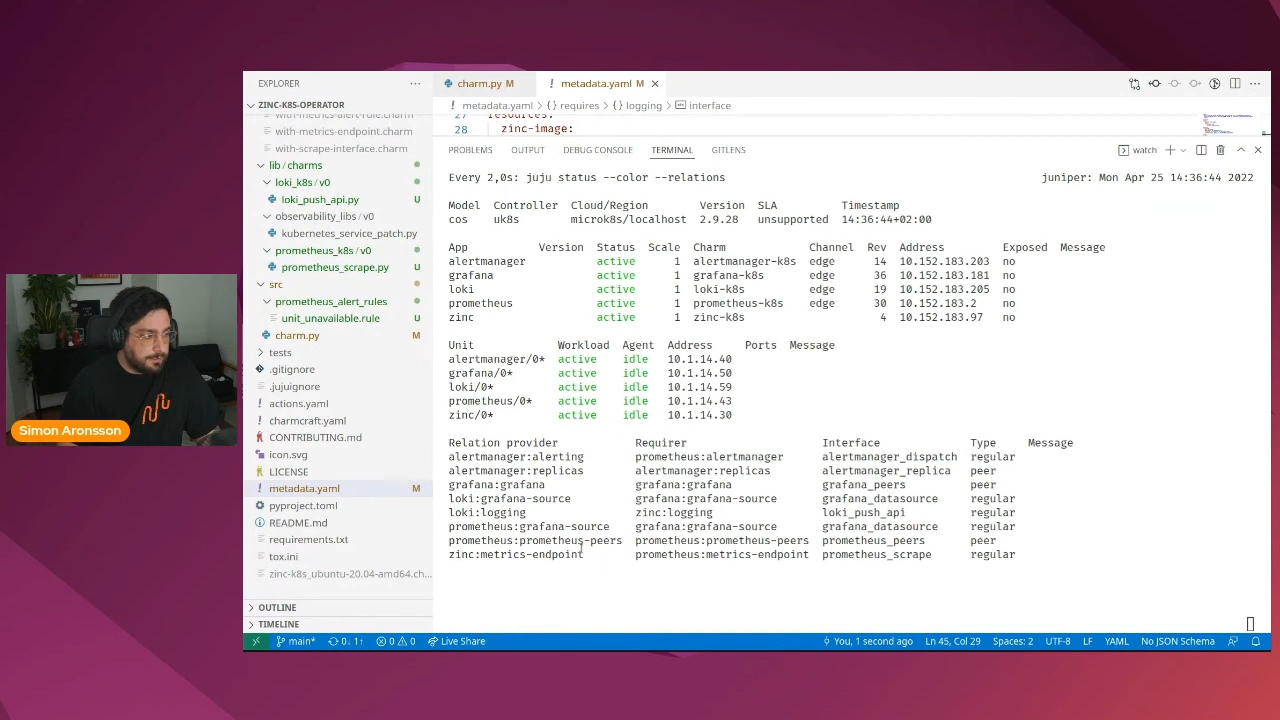 EXPLORER
···
charm.py M
! metadata.yaml M ×
ZINC-K8S-OPERATOR
! metadata.yaml > {} requires > {} logging > interface
with-metrics-alert-rule.charm
27 resources:
with-metrics-endpoint.charm
28 zinc-image:
with-scrape-interface.charm
PROBLEMS OUTPUT DEBUG CONSOLE TERMINAL GITLENS
watch
lib / charms
loki_k8s / v0
loki_push_api.py U
observability_libs / v0
kubernetes_service_patch.py
prometheus_k8s / v0
prometheus_scrape.py U
src
prometheus_alert_rules
unit_unavailable.rule U
charm.py M
tests
.gitignore
.jujuignore
actions.yaml
charmcraft.yaml
CONTRIBUTING.md
icon.svg
LICENSE
! metadata.yaml M
pyproject.toml
README.md
requirements.txt
tox.ini
zinc-k8s_ubuntu-20.04-amd64.ch...
OUTLINE
TIMELINE
Every 2,0s: juju status --color --relations juniper: Mon Apr 25 14:36:44 2022
Model Controller Cloud/Region Version SLA Timestamp
cos uk8s microk8s/localhost 2.9.28 unsupported 14:36:44+02:00
App Version Status Scale Charm Channel Rev Address Exposed Message
alertmanager active 1 alertmanager-k8s edge 14 10.152.183.203 no
grafana active 1 grafana-k8s edge 36 10.152.183.181 no
loki active 1 loki-k8s edge 19 10.152.183.205 no
prometheus active 1 prometheus-k8s edge 30 10.152.183.2 no
zinc active 1 zinc-k8s 4 10.152.183.97 no
Unit Workload Agent Address Ports Message
alertmanager/0* active idle 10.1.14.40
grafana/0* active idle 10.1.14.50
loki/0* active idle 10.1.14.59
prometheus/0* active idle 10.1.14.43
zinc/0* active idle 10.1.14.30
Relation provider Requirer Interface Type Message
alertmanager:alerting prometheus:alertmanager alertmanager_dispatch regular
alertmanager:replicas alertmanager:replicas alertmanager_replica peer
grafana:grafana grafana:grafana grafana_peers peer
loki:grafana-source grafana:grafana-source grafana_datasource regular
loki:logging zinc:logging loki_push_api regular
prometheus:grafana-source grafana:grafana-source grafana_datasource regular
prometheus:prometheus-peers prometheus:prometheus-peers prometheus_peers peer
zinc:metrics-endpoint prometheus:metrics-endpoint prometheus_scrape regular
Simon Aronsson
main* 0↓ 1↑ 0 0 Live Share You, 1 second ago Ln 45, Col 29 Spaces: 2 UTF-8 LF YAML No JSON Schema